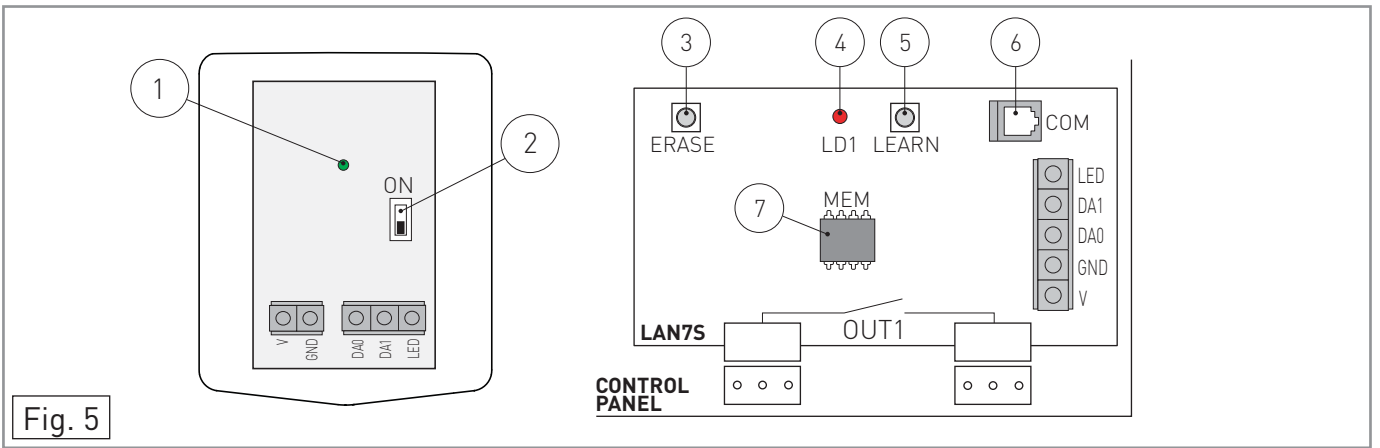 1
2
ON
V
GND
DA0
DA1
LED
3
4
5
6
ERASE
LD1
LEARN
COM
7
MEM
LED
DA1
DA0
GND
V
LAN7S
OUT1
CONTROL
PANEL
Fig. 5